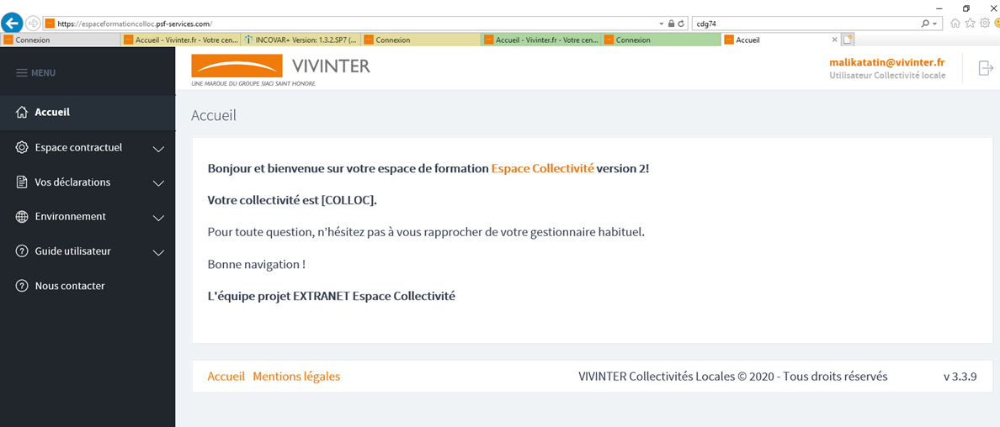 https://espaceformationcolloc.psf-services.com/
cdg74
Connexion
Accueil - Vivinter.fr - Votre cen...
INCOVAR+ Version: 1.3.2.SP7 (...
Connexion
Accueil - Vivinter.fr - Votre cen...
Connexion
Accueil
MENU
VIVINTER
UNE MARQUE DU GROUPE SIACI SAINT HONORE
malikatatin@vivinter.fr
Utilisateur Collectivité locale
Accueil
Espace contractuel
Vos déclarations
Environnement
Guide utilisateur
Nous contacter
Accueil
Bonjour et bienvenue sur votre espace de formation Espace Collectivité version 2!
Votre collectivité est [COLLOC].
Pour toute question, n’hésitez pas à vous rapprocher de votre gestionnaire habituel.
Bonne navigation !
L'équipe projet EXTRANET Espace Collectivité
Accueil Mentions légales
VIVINTER Collectivités Locales © 2020 - Tous droits réservés
v 3.3.9